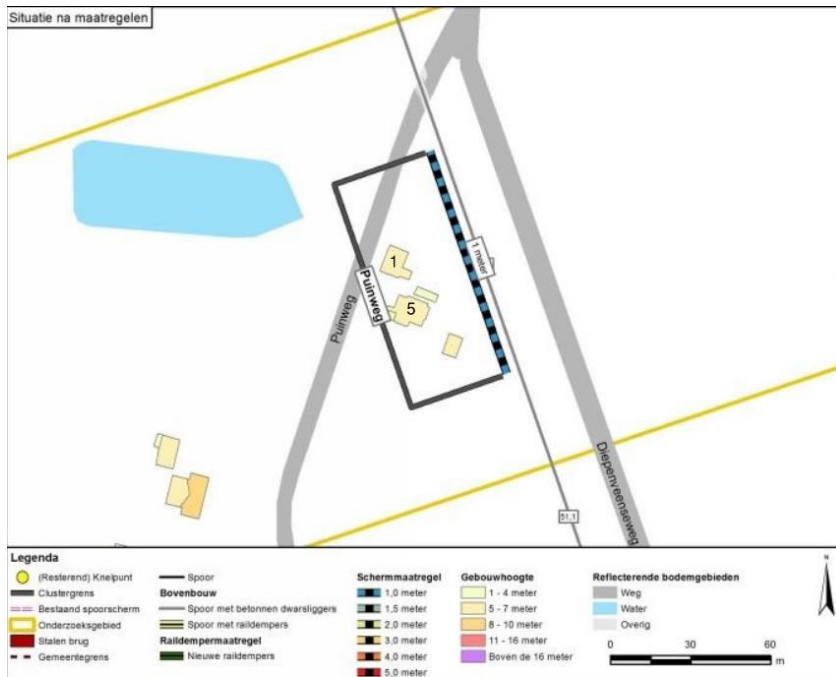 Situatie na maatregelen
1 meter
1
Puinweg
Puinweg
5
Diepenveenseweg
51,1
Legenda
(Resterend) Knelpunt
Clustergrens
Bestaand spoorscherm
Onderzoeksgebied
Stalen brug
Gemeentegrens
Spoor
Bovenbouw
Spoor met betonnen dwarsliggers
Spoor met raildempers
Raildempermaatregel
Nieuwe raildempers
Schermmaatregel
1,0 meter
1,5 meter
2,0 meter
3,0 meter
4,0 meter
5,0 meter
Gebouwhoogte
1 - 4 meter
5 - 7 meter
8 - 10 meter
11 - 16 meter
Boven de 16 meter
Reflecterende bodemgebieden
Weg
Water
Overig
0 30 60
m
N